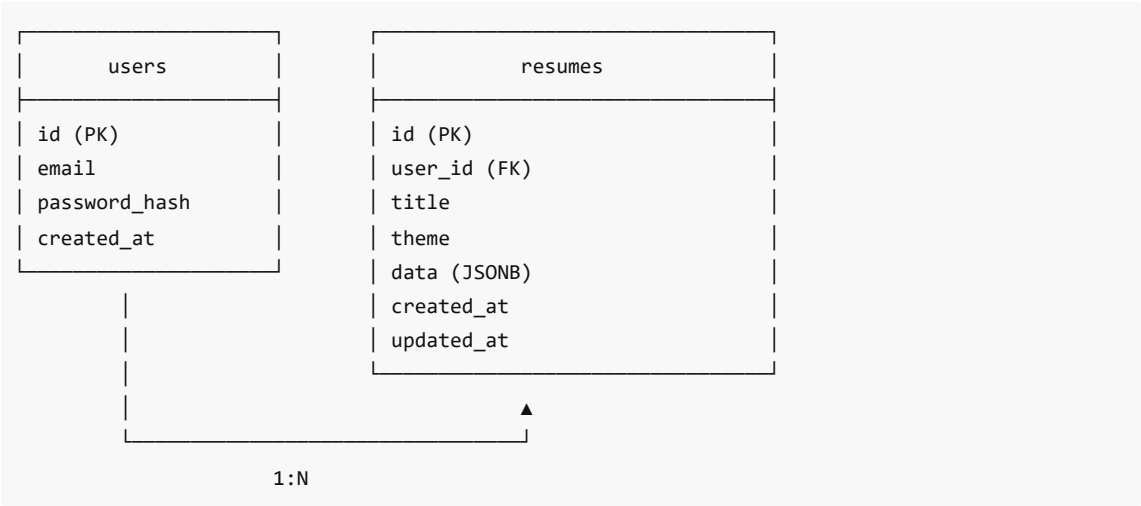 users
id (PK)
email
password_hash
created_at
resumes
id (PK)
user_id (FK)
title
theme
data (JSONB)
created_at
updated_at
1:N